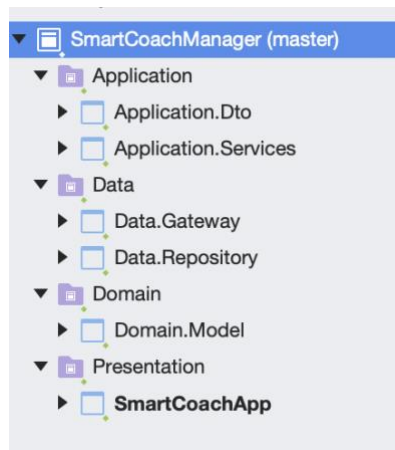 SmartCoachManager (master)
Application
Application.Dto
Application.Services
Data
Data.Gateway
Data.Repository
Domain
Domain.Model
Presentation
SmartCoachApp